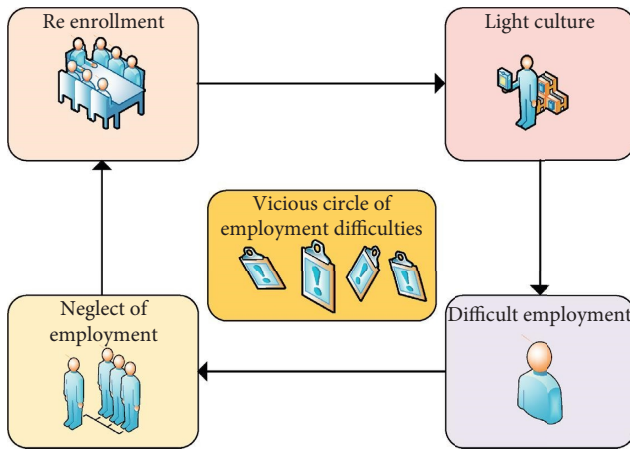 Re enrollment
Light culture
Vicious circle of
employment difficulties
Neglect of
employment
Difficult employment